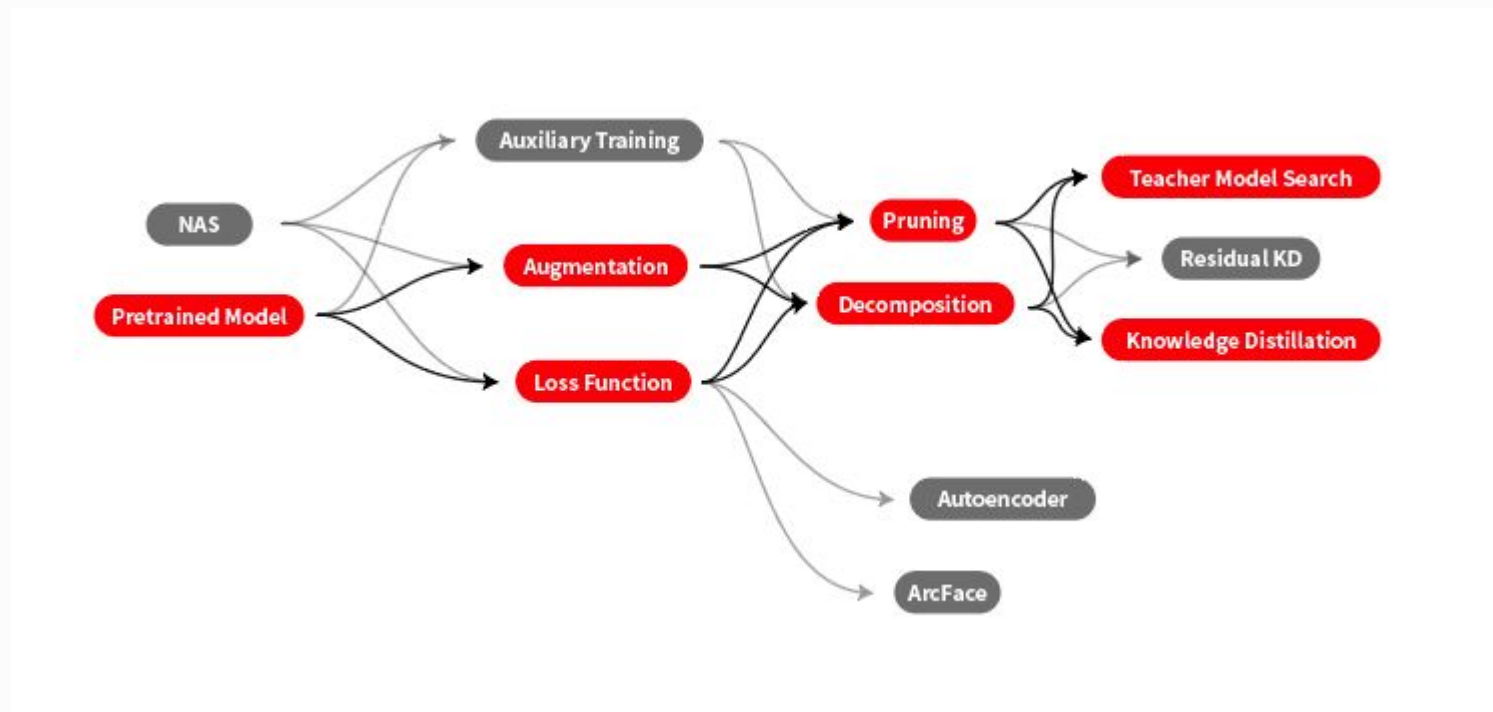 NAS
Pretrained Model
Auxiliary Training
Augmentation
Loss Function
Pruning
Decomposition
Autoencoder
ArcFace
Teacher Model Search
Residual KD
Knowledge Distillation